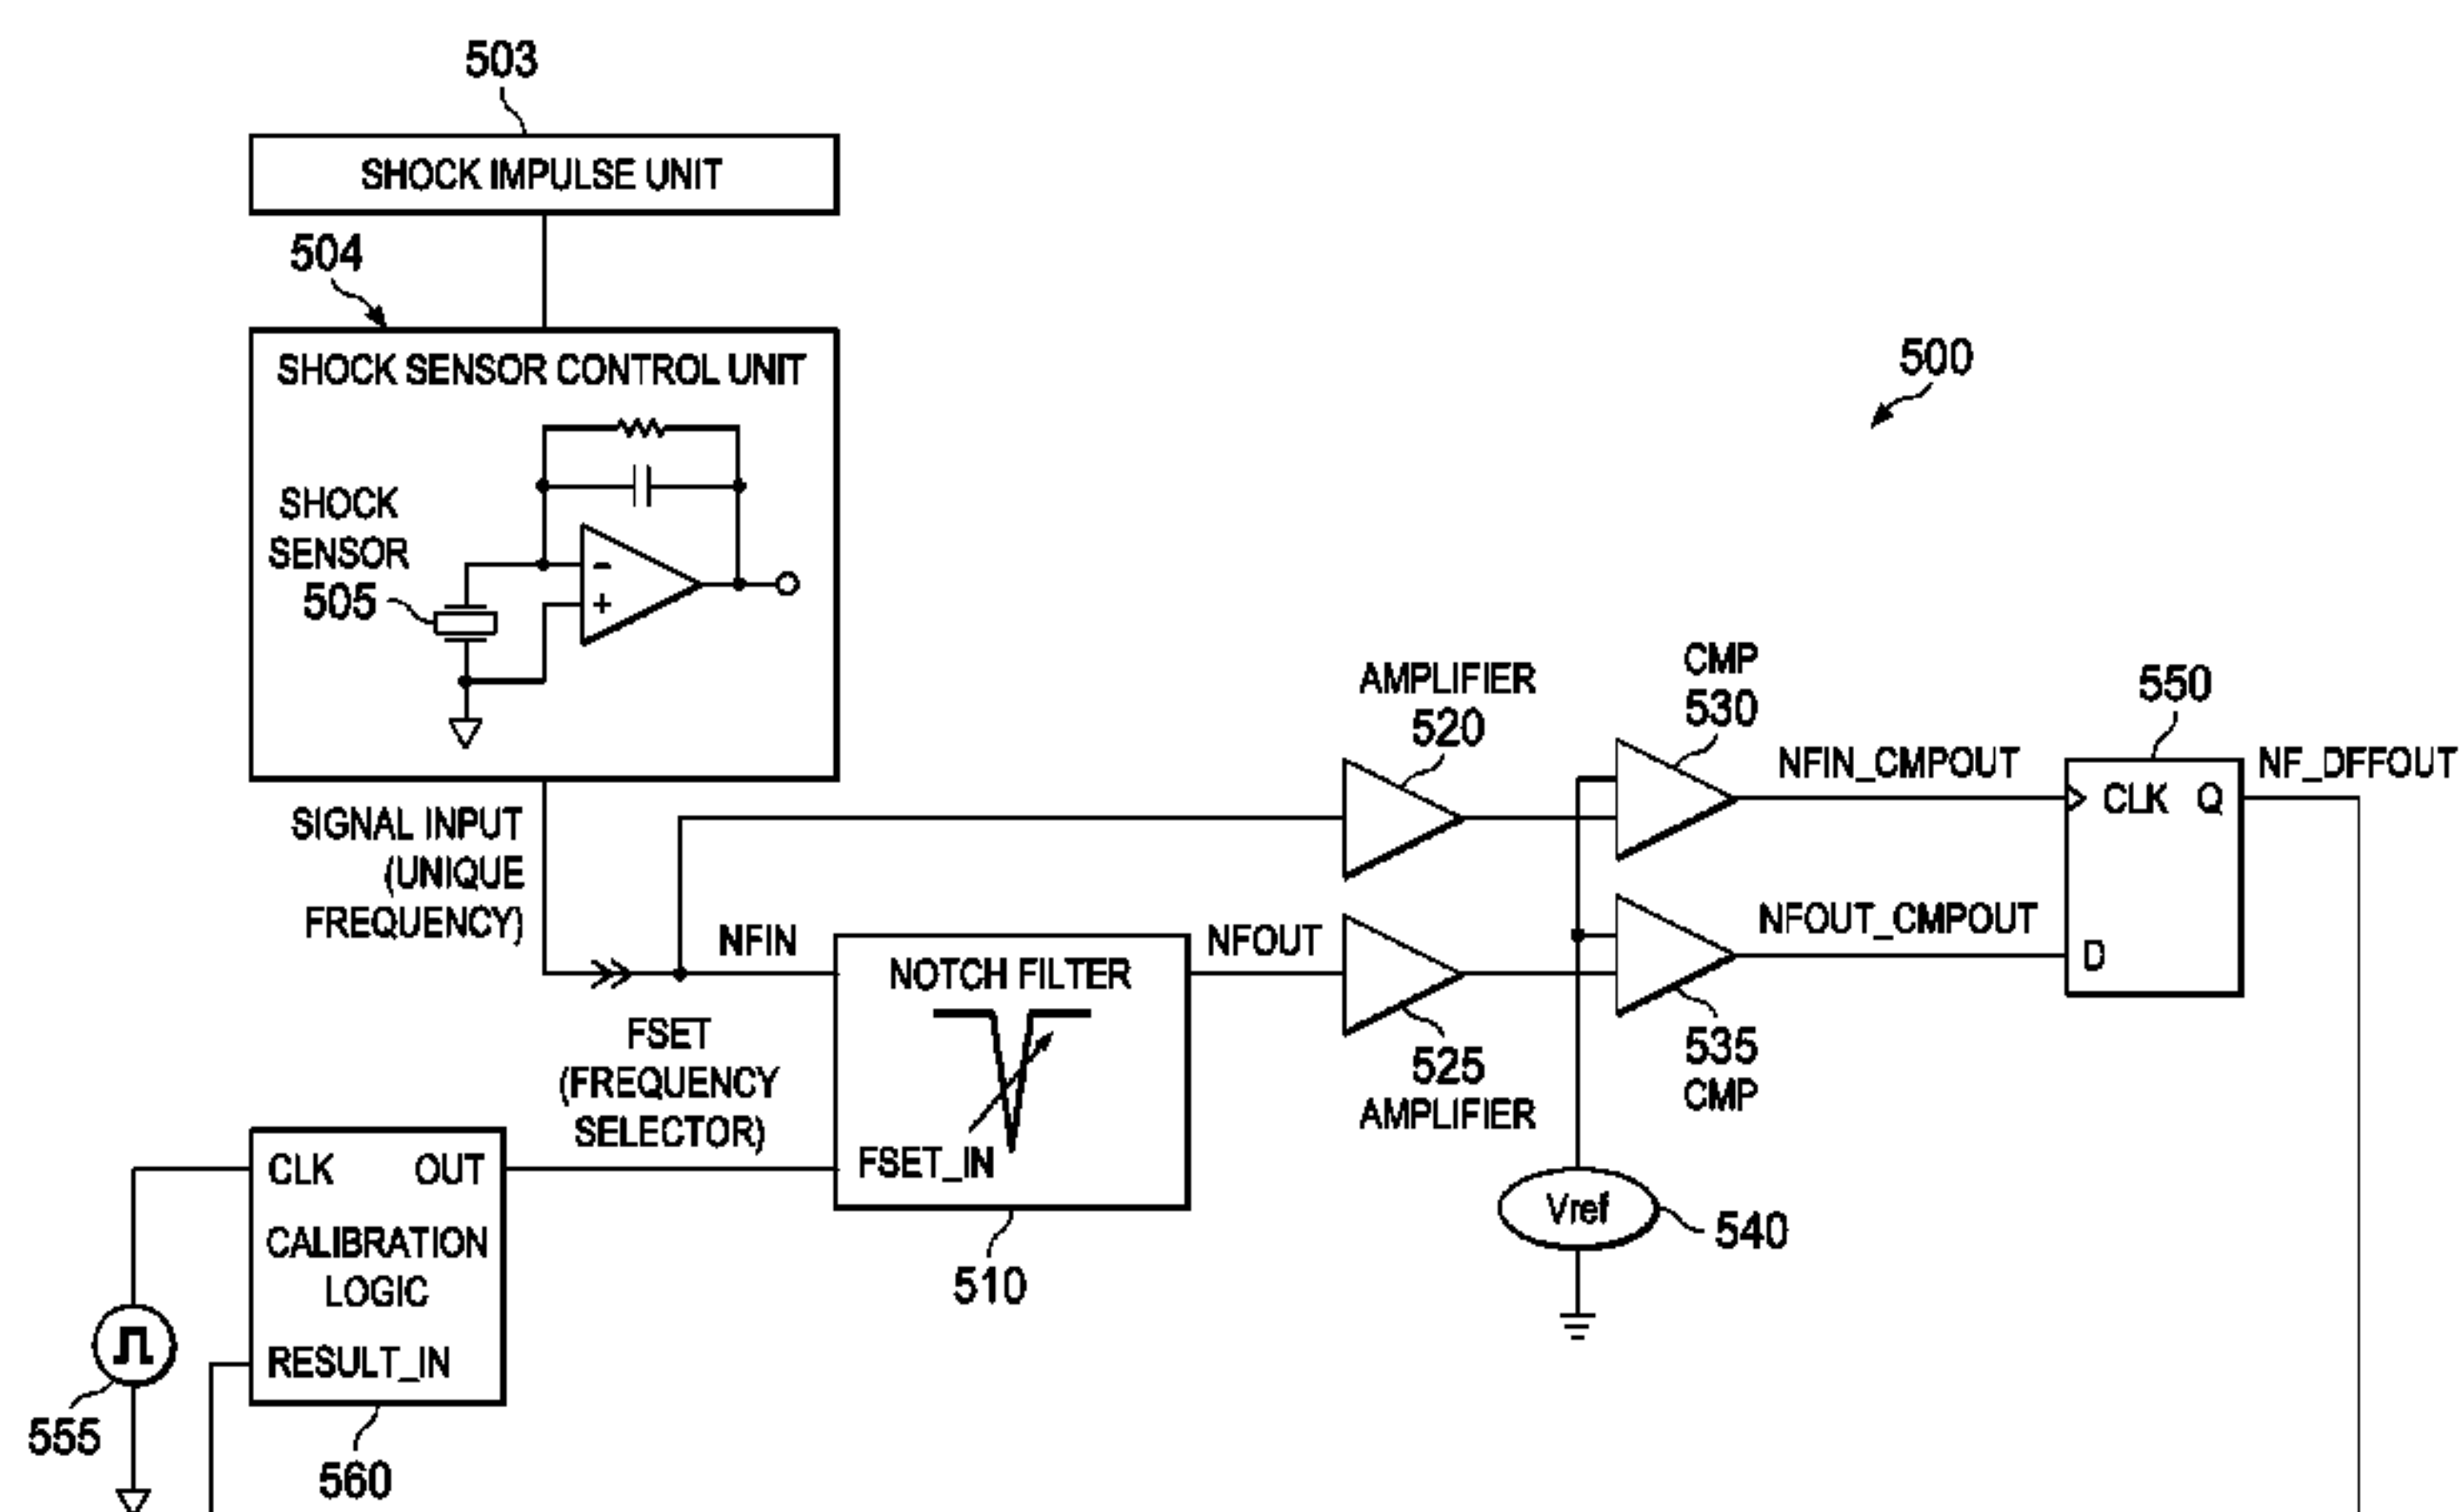 503
SHOCK IMPULSE UNIT
504
SHOCK SENSOR CONTROL UNIT
500
SHOCK
SENSOR
505
-
+
AMPLIFIER
520
CMP
530
550
SIGNAL INPUT
(UNIQUE
FREQUENCY)
NFIN_CMPOUT
CLK Q
NF_DFFOUT
NFIN
NOTCH FILTER
NFOUT
NFOUT_CMPOUT
D
FSET
(FREQUENCY
SELECTOR)
525
AMPLIFIER
535
CMP
CLK OUT
FSET_IN
Vref
540
CALIBRATION
LOGIC
510
RESULT_IN
555
560